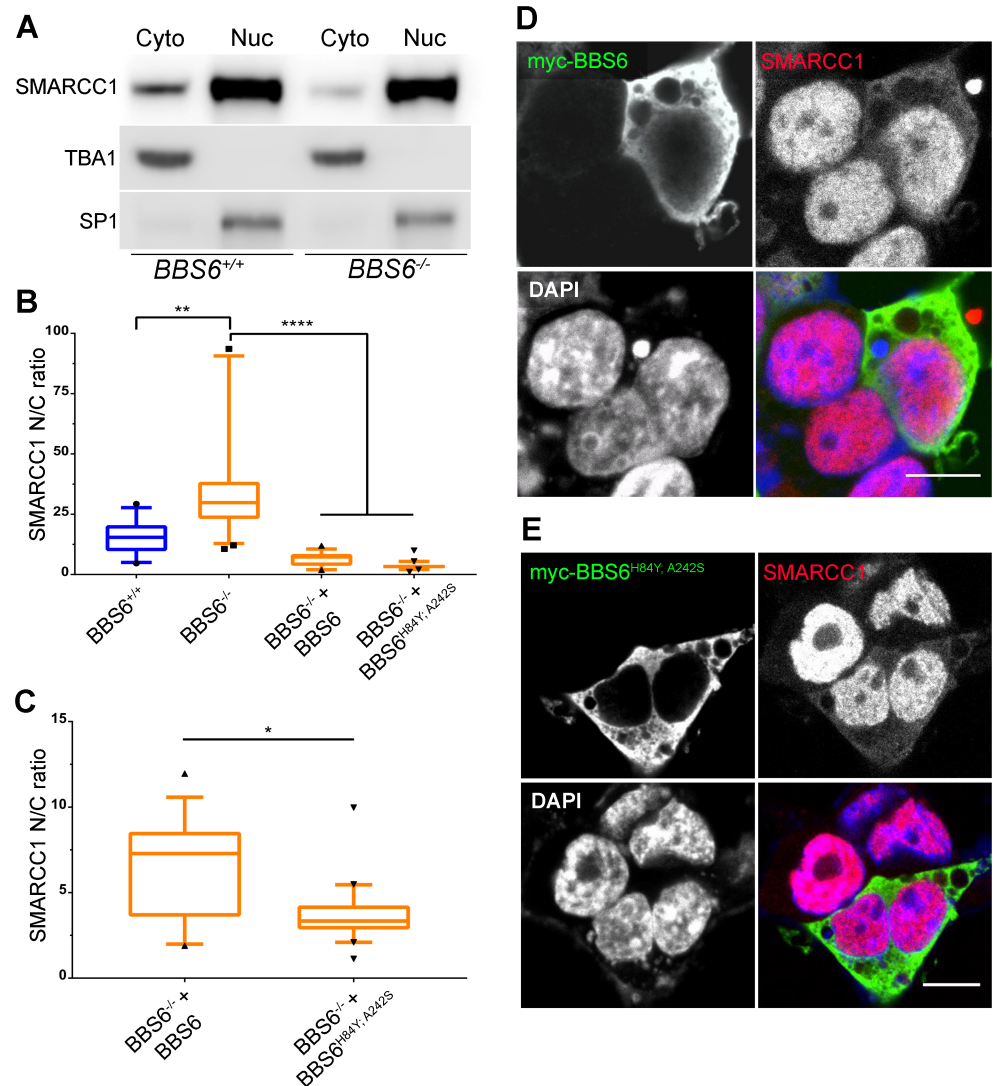 A
Cyto Nuc Cyto Nuc
SMARCC1
TBA1
SP1
BBS6+/+ BBS6-/-
B
SMARCC1 N/C ratio
100
75
50
25
0
**
****
BBS6+/+
BBS6-/-
BBS6-/- +
BBS6
BBS6-/- +
BBS6H84Y; A242S
C
SMARCC1 N/C ratio
15
10
5
0
*
BBS6-/- +
BBS6
BBS6-/- +
BBS6H84Y; A242S
D
myc-BBS6
SMARCC1
DAPI
E
myc-BBS6H84Y; A242S
SMARCC1
DAPI